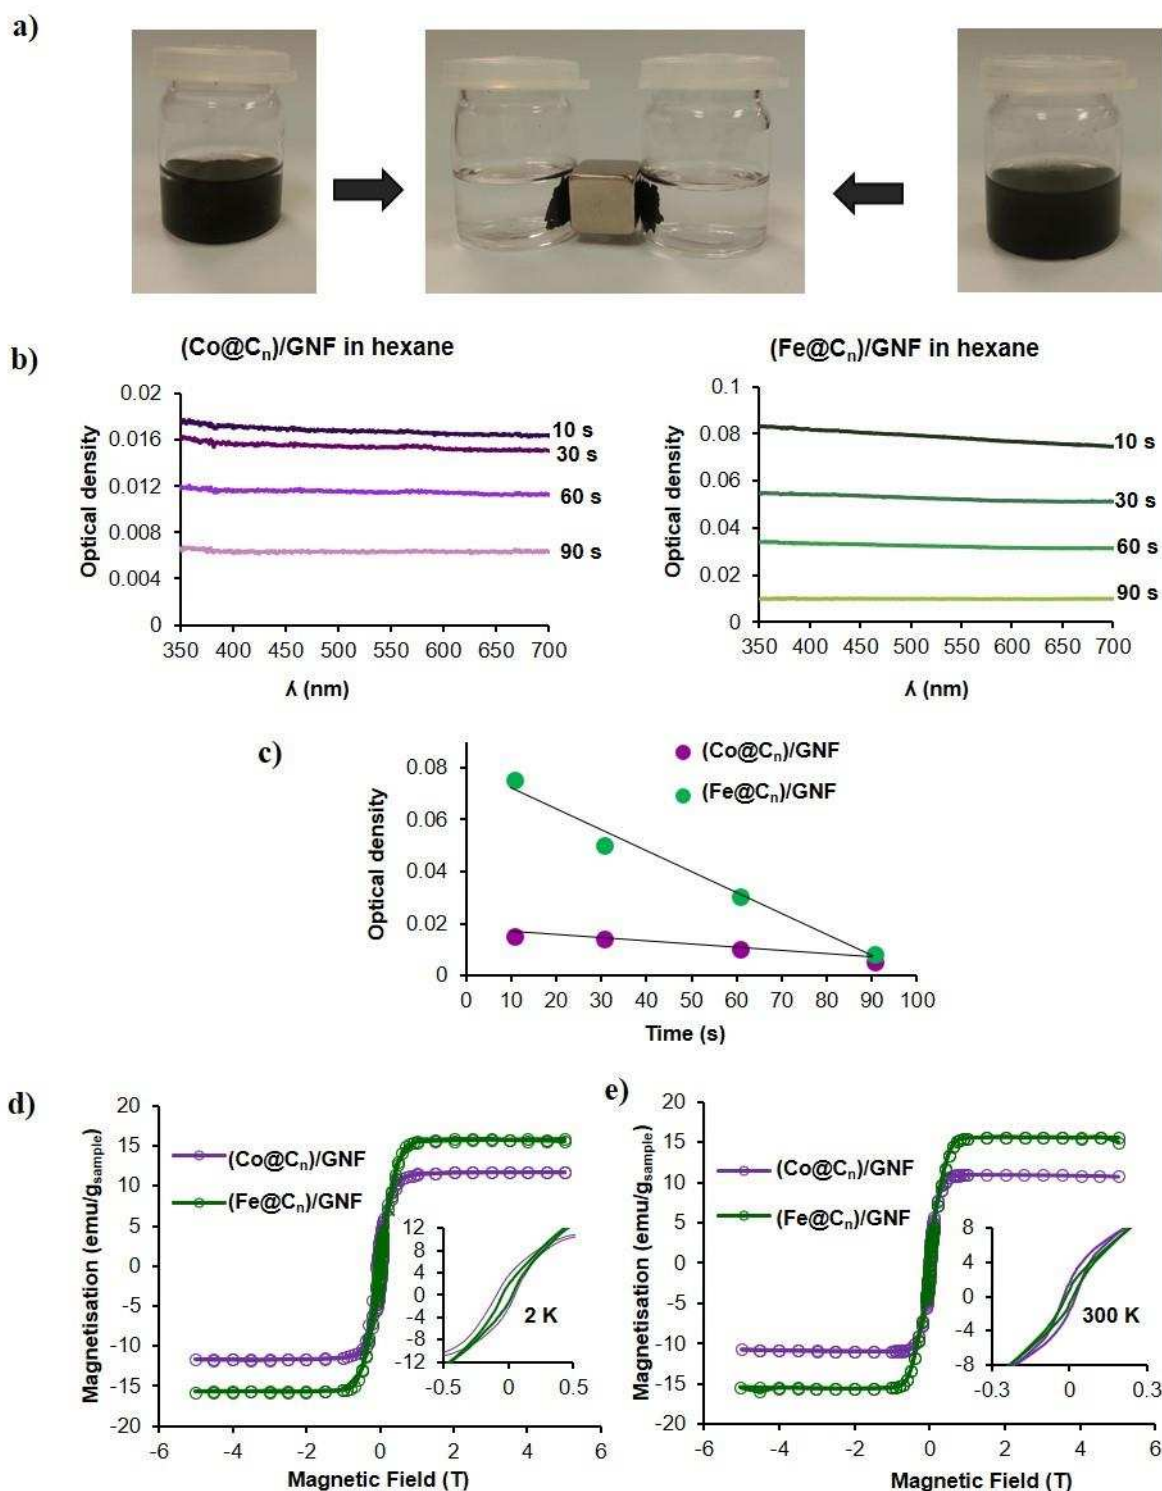 a)
b)
(Co@Cₙ)/GNF in hexane
Optical density
0.02
0.016
0.012
0.008
0.004
0
10 s
30 s
60 s
90 s
350 400 450 500 550 600 650 700
ʎ (nm)
(Fe@Cₙ)/GNF in hexane
Optical density
0.1
0.08
0.06
0.04
0.02
0
10 s
30 s
60 s
90 s
350 400 450 500 550 600 650 700
ʎ (nm)
c)
Optical density
0.08
0.06
0.04
0.02
0
(Co@Cₙ)/GNF
(Fe@Cₙ)/GNF
0 10 20 30 40 50 60 70 80 90 100
Time (s)
d)
Magnetisation (emu/gsample)
20
15
10
5
0
-5
-10
-15
-20
(Co@Cₙ)/GNF
(Fe@Cₙ)/GNF
12
8
4
0
-4
-8
-12
2 K
-0.5 0 0.5
-6 -4 -2 0 2 4 6
Magnetic Field (T)
e)
Magnetisation (emu/gsample)
20
15
10
5
0
-5
-10
-15
-20
(Co@Cₙ)/GNF
(Fe@Cₙ)/GNF
8
4
0
-4
-8
300 K
-0.3 0 0.3
-6 -4 -2 0 2 4 6
Magnetic Field (T)